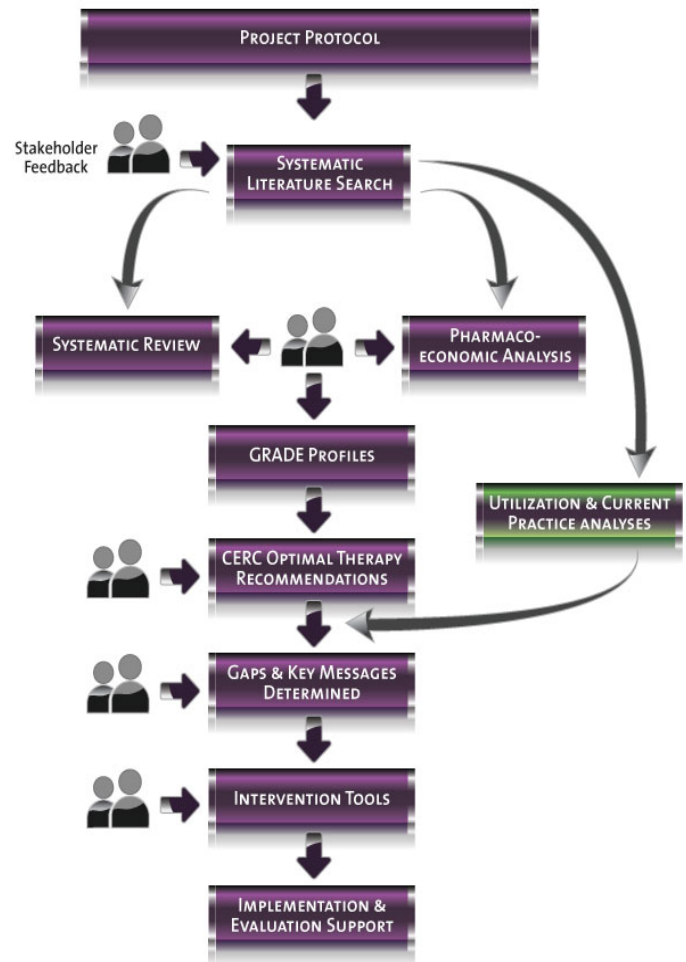 PROJECT PROTOCOL
Stakeholder
Feedback
SYSTEMATIC
LITERATURE SEARCH
SYSTEMATIC REVIEW
PHARMACO-
ECONOMIC ANALYSIS
GRADE PROFILES
UTILIZATION & CURRENT
PRACTICE ANALYSES
CERC OPTIMAL THERAPY
RECOMMENDATIONS
GAPS & KEY MESSAGES
DETERMINED
INTERVENTION TOOLS
IMPLEMENTATION &
EVALUATION SUPPORT